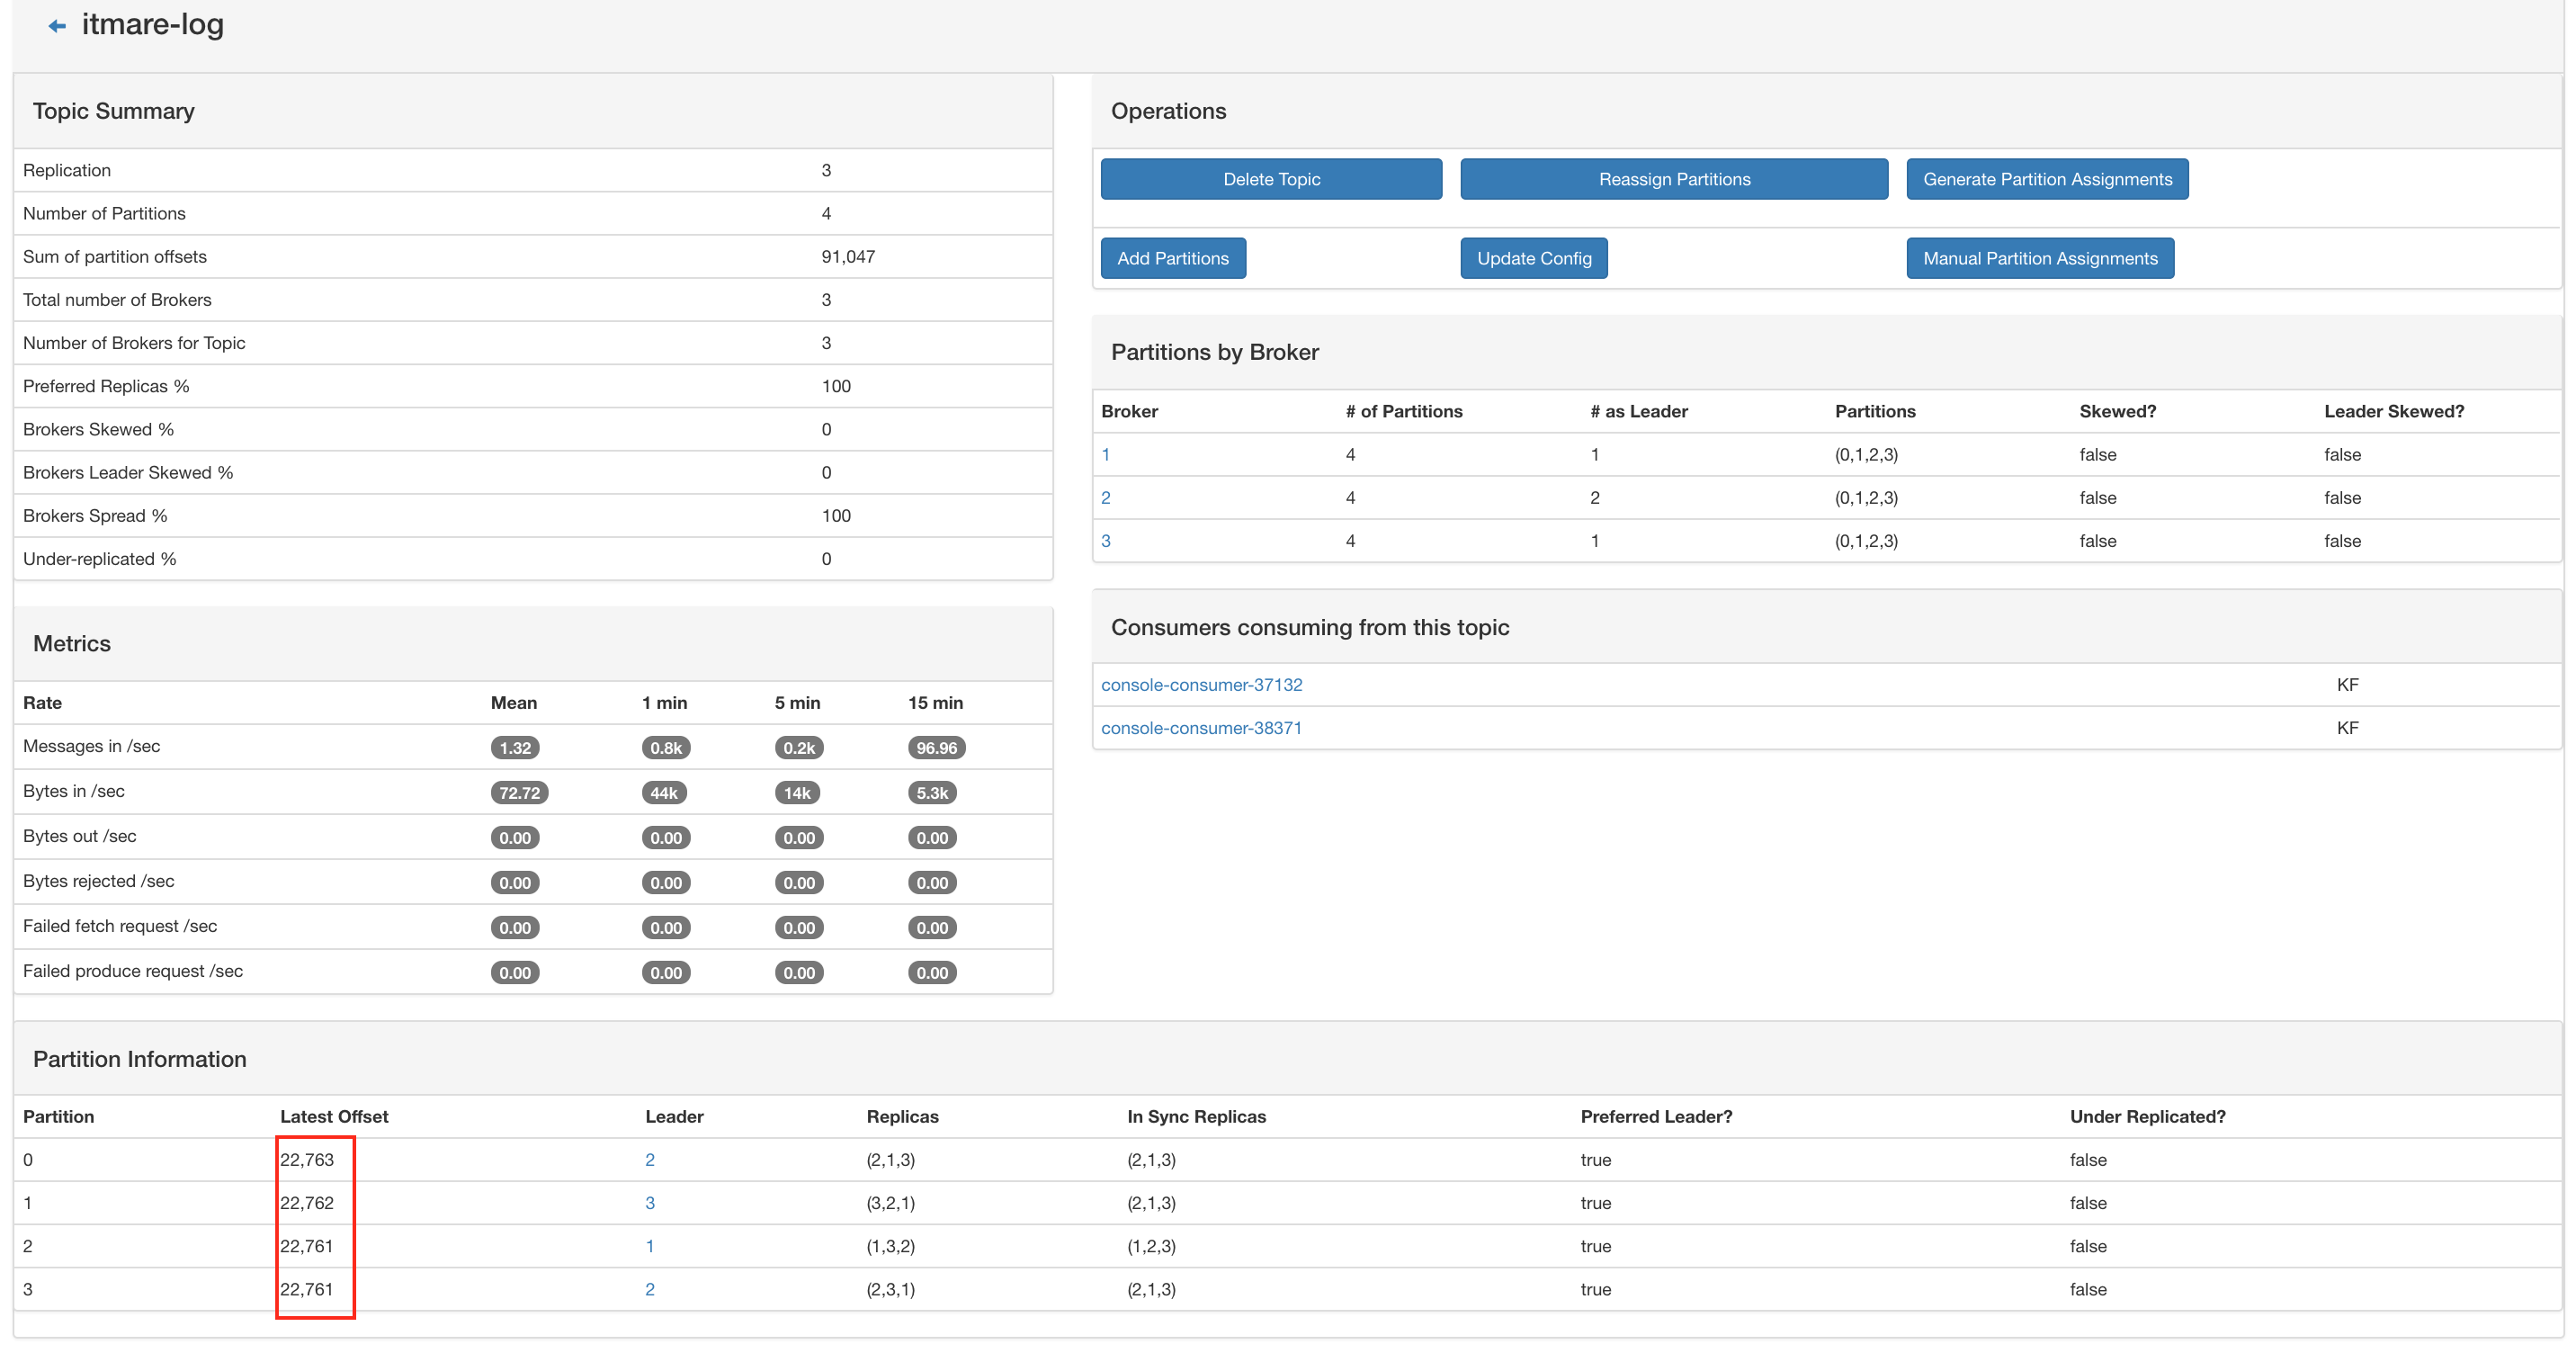 itmare-log
Topic Summary
Replication 3
Number of Partitions 4
Sum of partition offsets 91,047
Total number of Brokers 3
Number of Brokers for Topic 3
Preferred Replicas % 100
Brokers Skewed % 0
Brokers Leader Skewed % 0
Brokers Spread % 100
Under-replicated % 0
Metrics
Rate Mean 1 min 5 min 15 min
Messages in /sec 1.32 0.8k 0.2k 96.96
Bytes in /sec 72.72 44k 14k 5.3k
Bytes out /sec 0.00 0.00 0.00 0.00
Bytes rejected /sec 0.00 0.00 0.00 0.00
Failed fetch request /sec 0.00 0.00 0.00 0.00
Failed produce request /sec 0.00 0.00 0.00 0.00
Operations
Delete Topic Reassign Partitions Generate Partition Assignments
Add Partitions Update Config Manual Partition Assignments
Partitions by Broker
Broker # of Partitions # as Leader Partitions Skewed? Leader Skewed?
1 4 1 (0,1,2,3) false false
2 4 2 (0,1,2,3) false false
3 4 1 (0,1,2,3) false false
Consumers consuming from this topic
console-consumer-37132 KF
console-consumer-38371 KF
Partition Information
Partition Latest Offset Leader Replicas In Sync Replicas Preferred Leader? Under Replicated?
0 22,763 2 (2,1,3) (2,1,3) true false
1 22,762 3 (3,2,1) (2,1,3) true false
2 22,761 1 (1,3,2) (1,2,3) true false
3 22,761 2 (2,3,1) (2,1,3) true false